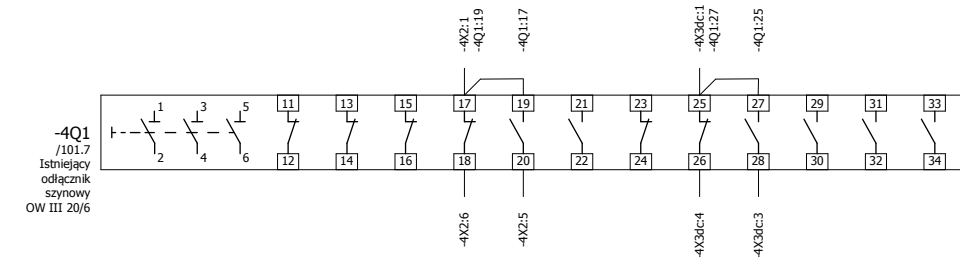 -4X2:1
-4Q1:19
-4Q1:17
-4X3dc:1
-4Q1:27
-4Q1:25
1 3 5 11 13 15 17 19 21 23 25 27 29 31 33
-4Q1
/101.7
Istniejący
odłącznik
szynowy
OW III 20/6
2 4 6 12 14 16 18 20 22 24 26 28 30 32 34
-4X2:6
-4X2:5
-4X3dc:4
-4X3dc:3